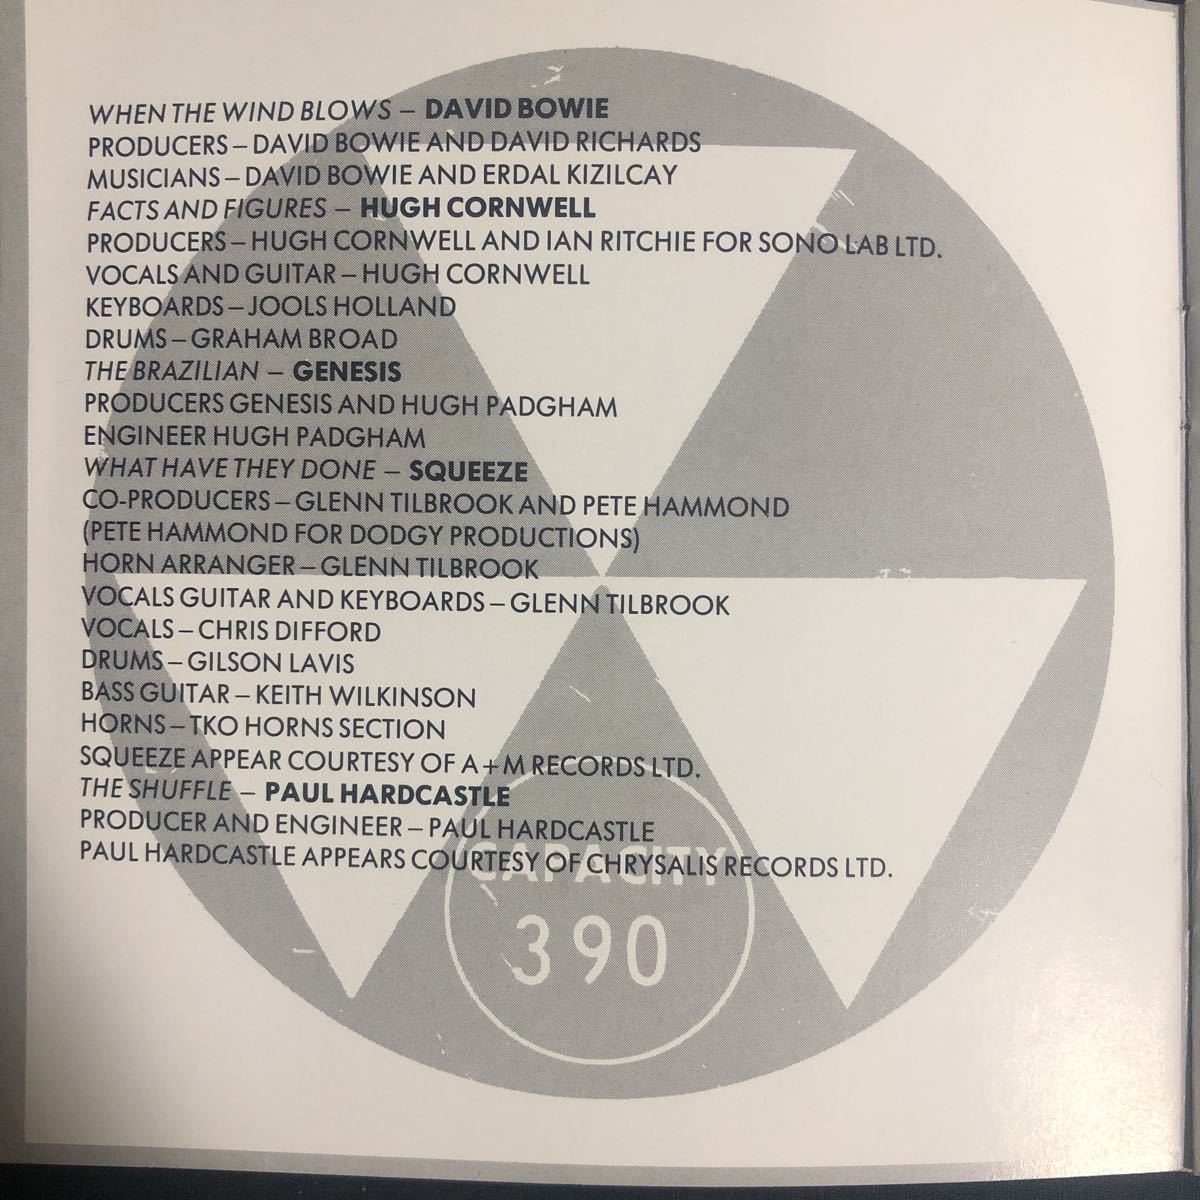 WHEN THE WIND BLOWS – DAVID BOWIE
PRODUCERS – DAVID BOWIE AND DAVID RICHARDS
MUSICIANS – DAVID BOWIE AND ERDAL KIZILCAY
FACTS AND FIGURES – HUGH CORNWELL
PRODUCERS – HUGH CORNWELL AND IAN RITCHIE FOR SONO LAB LTD.
VOCALS AND GUITAR – HUGH CORNWELL
KEYBOARDS – JOOLS HOLLAND
DRUMS – GRAHAM BROAD
THE BRAZILIAN – GENESIS
PRODUCERS GENESIS AND HUGH PADGHAM
ENGINEER HUGH PADGHAM
WHAT HAVE THEY DONE – SQUEEZE
CO-PRODUCERS – GLENN TILBROOK AND PETE HAMMOND
(PETE HAMMOND FOR DODGY PRODUCTIONS)
HORN ARRANGER – GLENN TILBROOK
VOCALS GUITAR AND KEYBOARDS – GLENN TILBROOK
VOCALS – CHRIS DIFFORD
DRUMS – GILSON LAVIS
BASS GUITAR – KEITH WILKINSON
HORNS – TKO HORNS SECTION
SQUEEZE APPEAR COURTESY OF A+M RECORDS LTD.
THE SHUFFLE – PAUL HARDCASTLE
PRODUCER AND ENGINEER – PAUL HARDCASTLE
PAUL HARDCASTLE APPEARS COURTESY OF CHRYSALIS RECORDS LTD.
CAPACITY
390